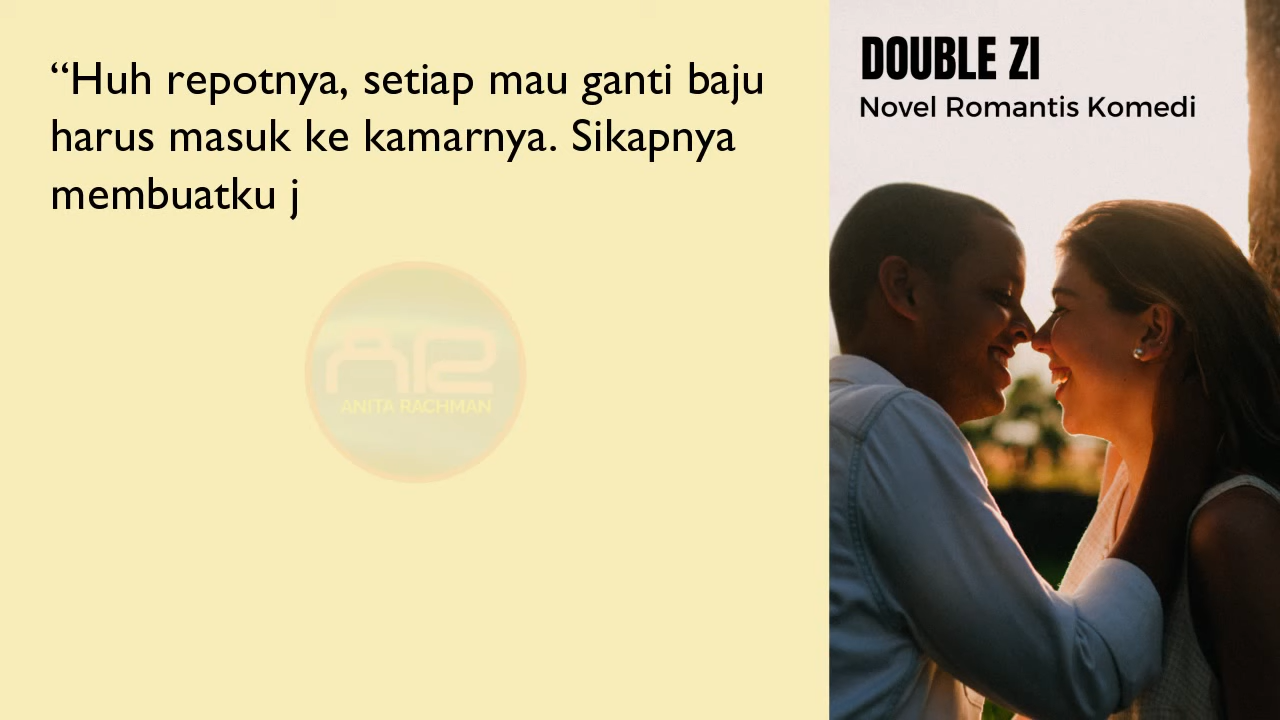 “Huh repotnya, setiap mau ganti baju
harus masuk ke kamarnya. Sikapnya
membuatku j
DOUBLE ZI
Novel Romantis Komedi
AR
ANITA RACHMAN